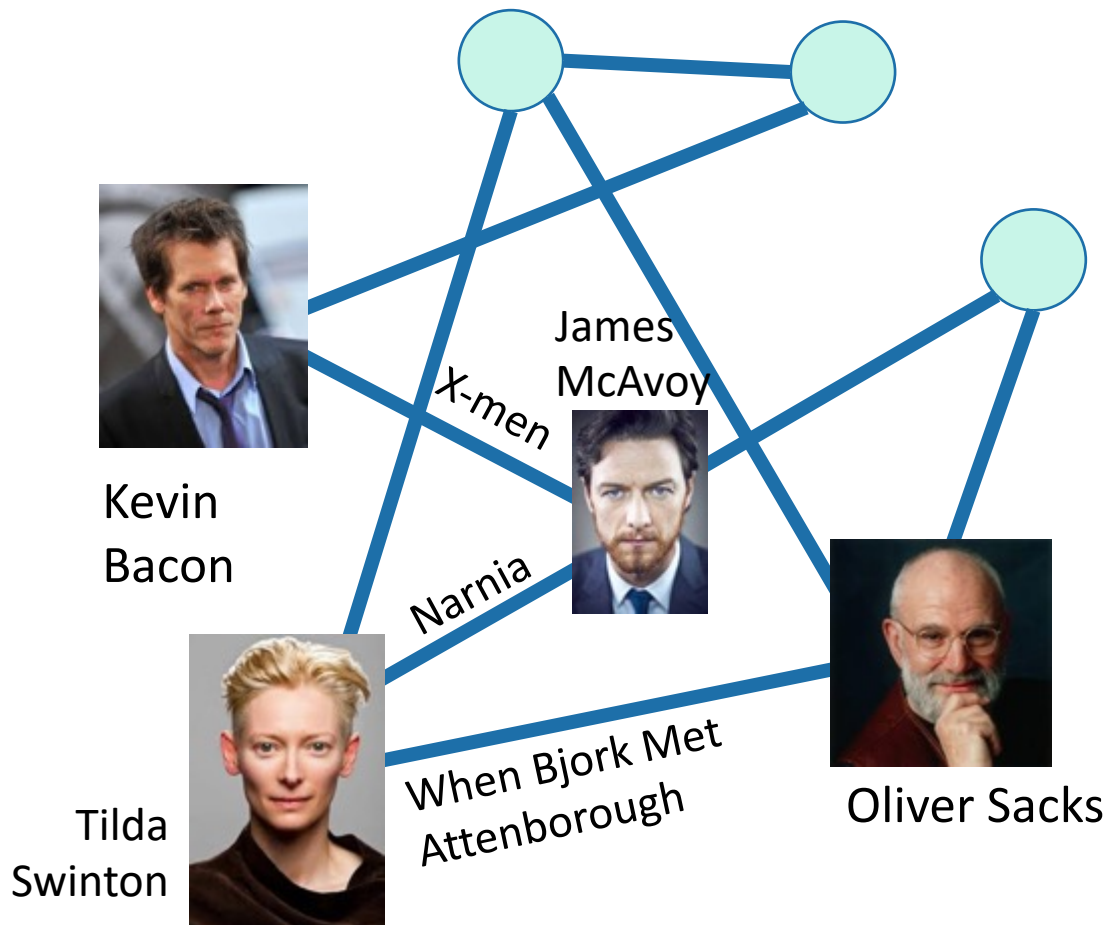 James
McAvoy
X-men
Kevin
Bacon
Narnia
When Bjork Met
Attenborough
Oliver Sacks
Tilda
Swinton